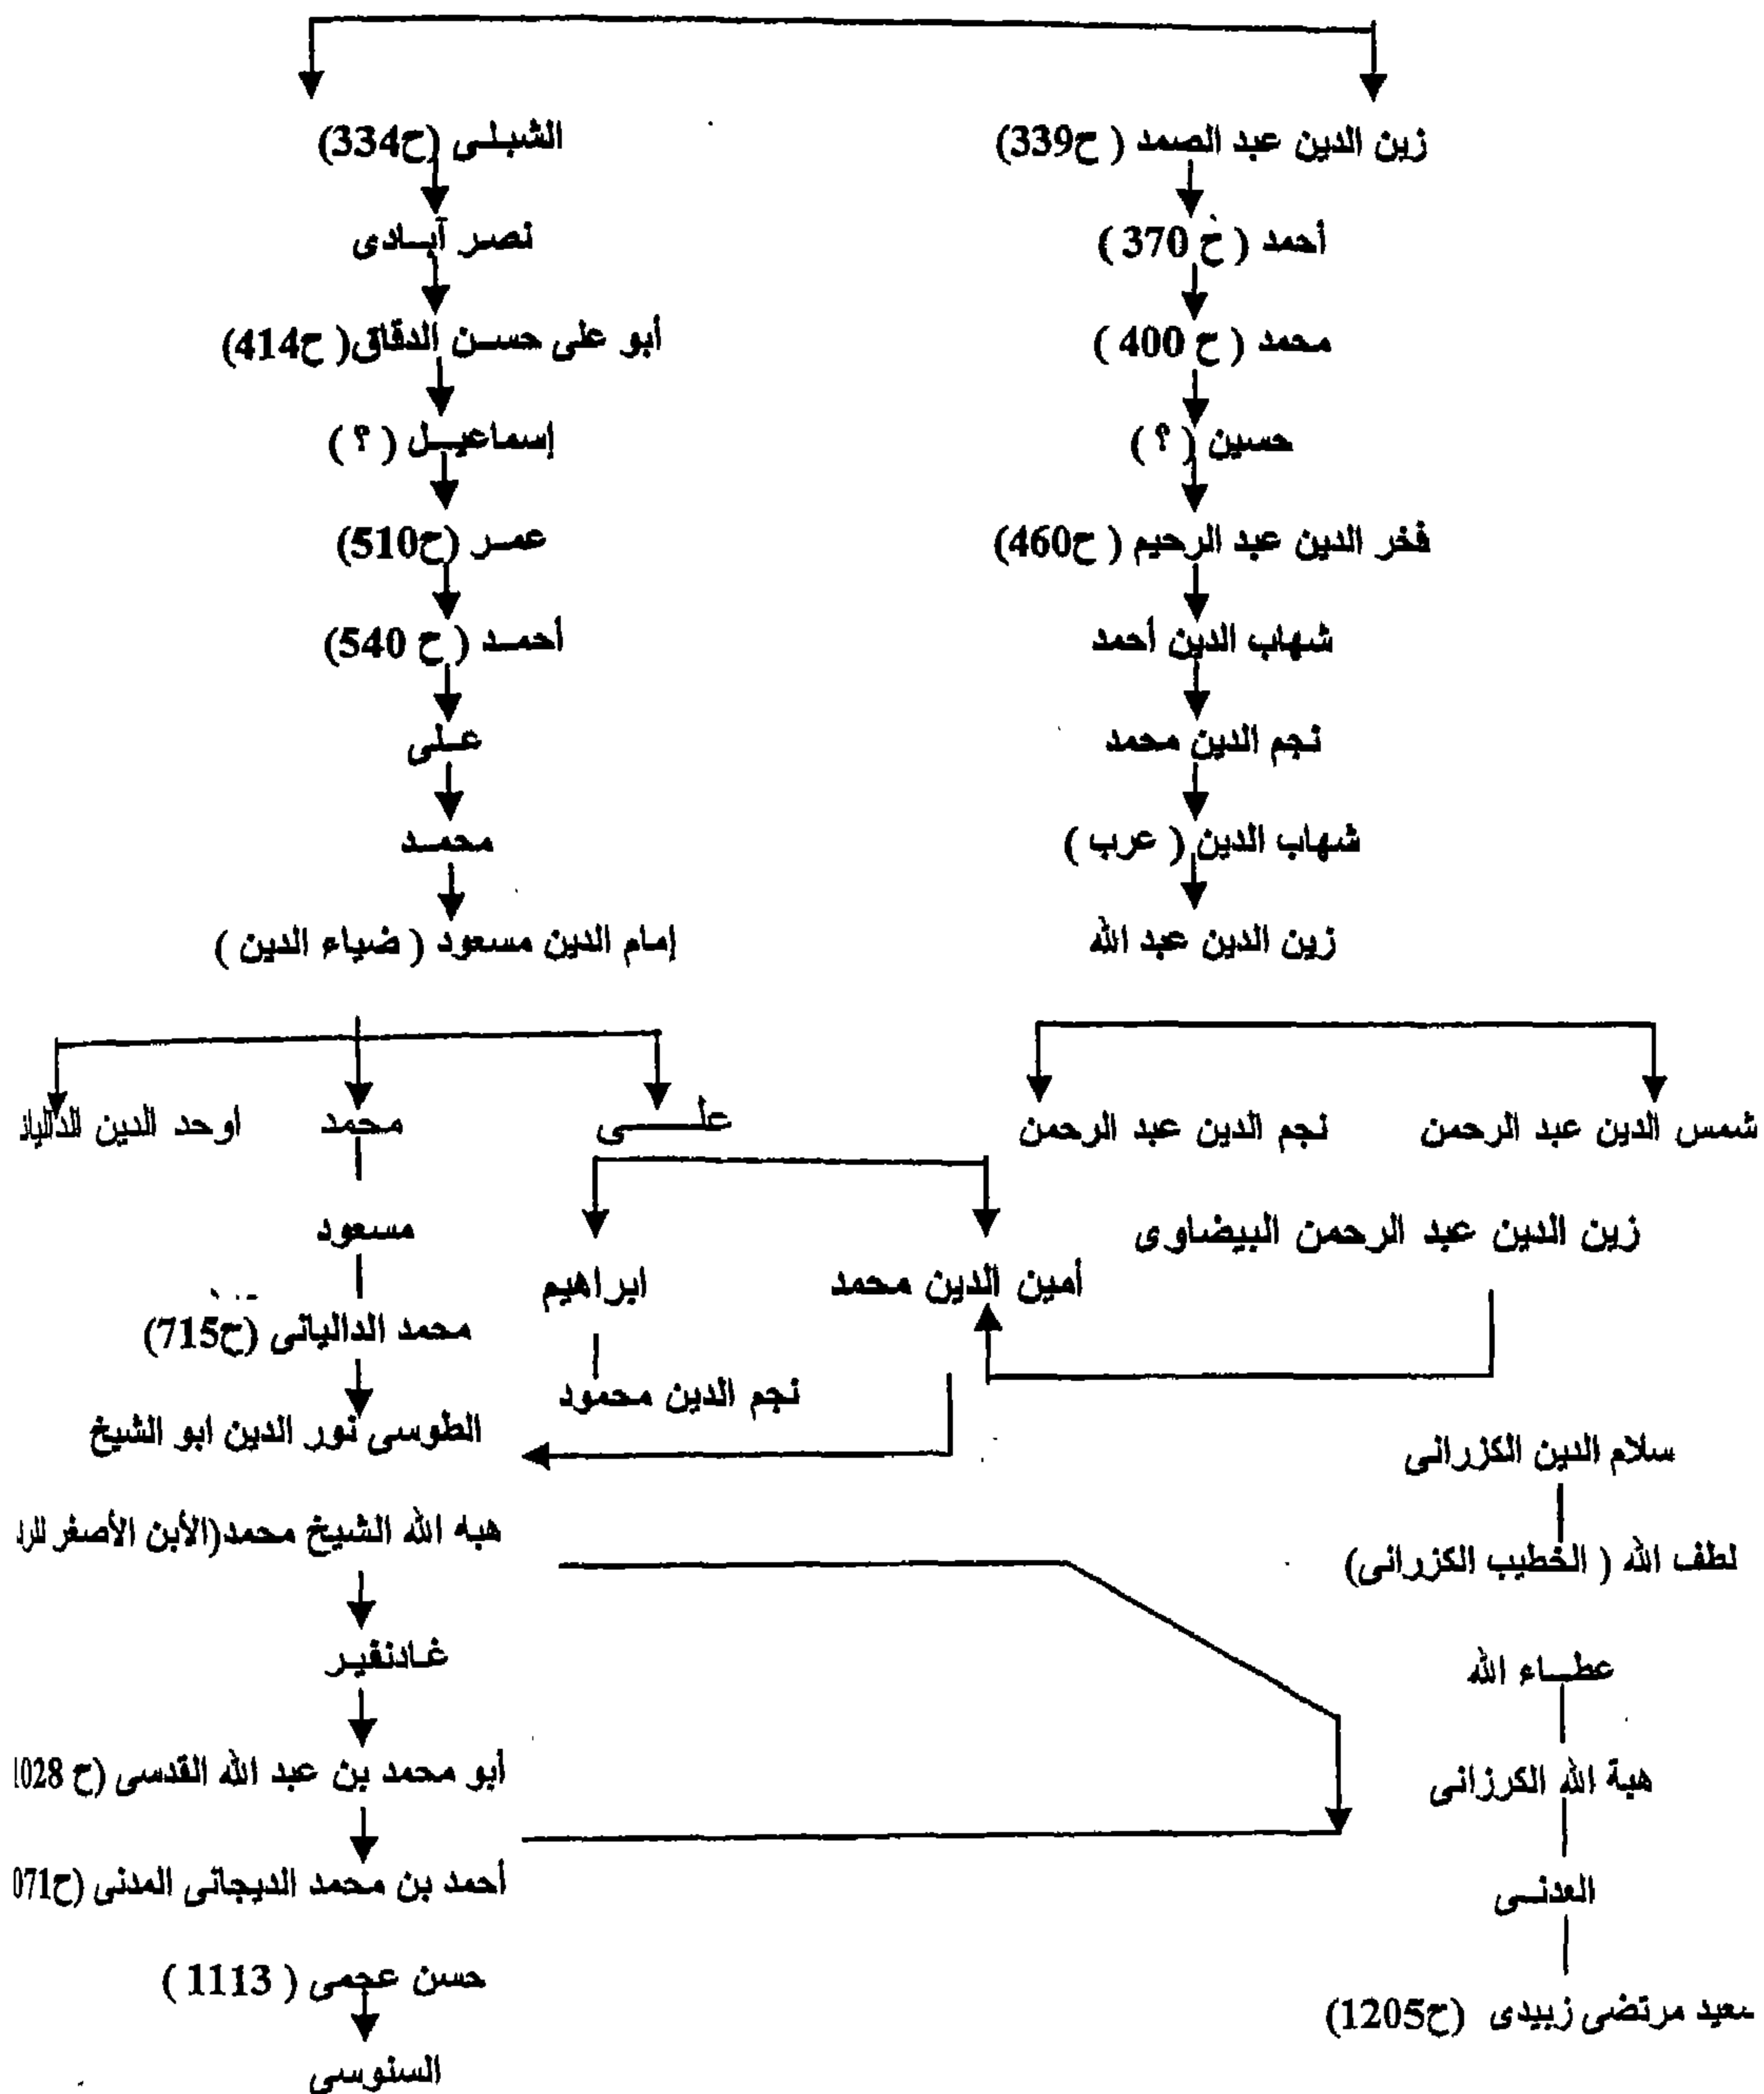 زين الدين عبد الصمد ( ح339)
الشبلى (ح334)
أحمد ( ح 370 )
نصر آبادى
محمد ( ح 400 )
أبو على حسن الدقاق( ح414)
حسين ( ؟ )
إسماعيل ( ؟ )
فخر الدين عبد الرحيم ( ح460)
عمر (ح510)
شهاب الدين أحمد
أحمد ( ح 540)
نجم الدين محمد
على
شهاب الدين ( عرب )
محمد
زين الدين عبد الله
إمام الدين مسعود ( ضياء الدين )
شمس الدين عبد الرحمن
نجم الدين عبد الرحمن
على
محمد
اوحد الدين
زين الدين عبد الرحمن البيضاوى
مسعود
أمين الدين محمد
ابراهيم
محمد الداليانى (ح715)
نجم الدين محمود
الطوسى نور الدين ابو الشيخ
سلام الدين الكزرانى
هبه الله الشيخ محمد(الأبن الأصغر
لطف الله ( الخطيب الكزرانى)
غادنفير
عطاء الله
أبو محمد بن عبد الله القدسى (ح 1028
هبة الله الكرزانى
أحمد بن محمد الديجانى المدنى (ح071
العدنى
حسن عجمى ( 1113 )
سعيد مرتضى زبيدى (ح1205)
السنوسى